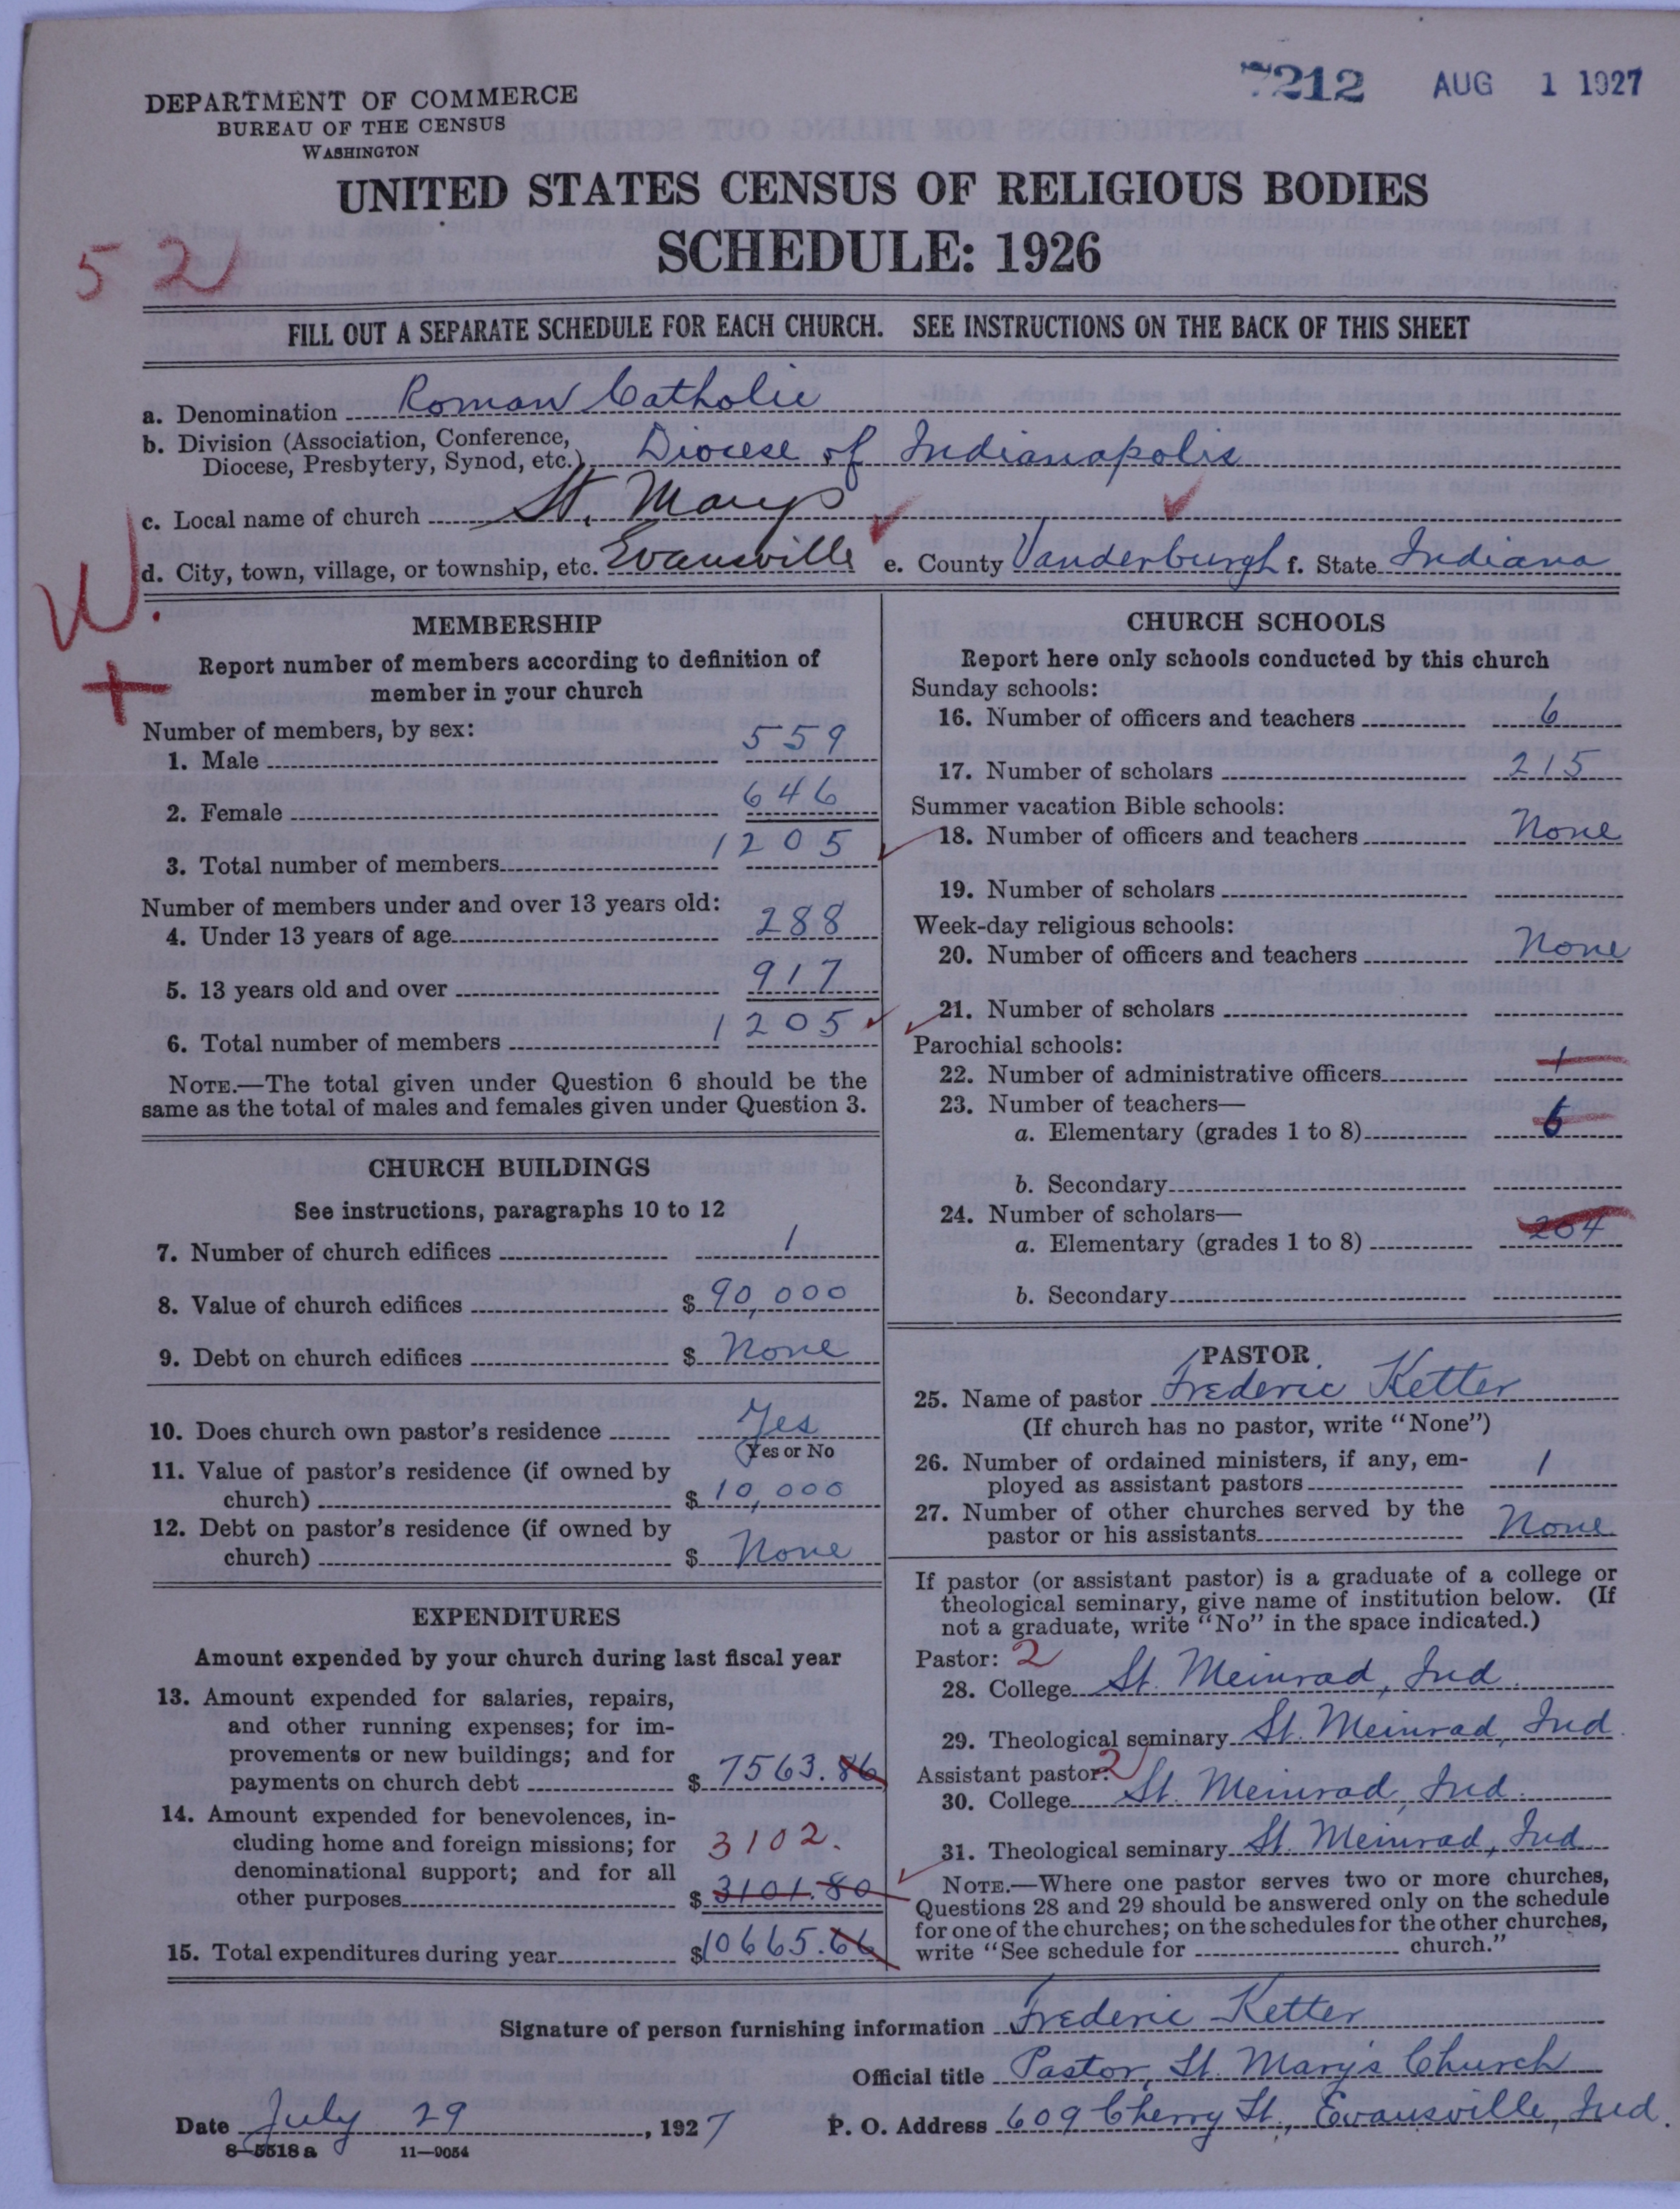 7212 AUG 1 1927
DEPARTMENT OF COMMERCE
BUREAU OF THE CENSUS
WASHINGTON
UNITED STATES CENSUS OF RELIGIOUS BODIES
SCHEDULE: 1926
52
FILL OUT A SEPARATE SCHEDULE FOR EACH CHURCH. SEE INSTRUCTIONS ON THE BACK OF THIS SHEET
a. Denomination Roman Catholic
b. Division (Association, Conference,
Diocese, Presbytery, Synod, etc.) Diocese of Indianapolis
c. Local name of church St. Marys
d. City, town, village, or township, etc. Evansville e. County Vanderburgh f. State Indiana
W.
+
MEMBERSHIP
Report number of members according to definition of
member in your church
Number of members, by sex:
1. Male 559
2. Female 646
3. Total number of members 1205
Number of members under and over 13 years old:
4. Under 13 years of age 288
5. 13 years old and over 917
6. Total number of members 1205
NOTE.—The total given under Question 6 should be the
same as the total of males and females given under Question 3.
CHURCH BUILDINGS
See instructions, paragraphs 10 to 12
7. Number of church edifices 1
8. Value of church edifices $ 90,000
9. Debt on church edifices $ None
10. Does church own pastor's residence Yes
Yes or No
11. Value of pastor's residence (if owned by
church) $ 10,000
12. Debt on pastor's residence (if owned by
church) $ None
EXPENDITURES
Amount expended by your church during last fiscal year
13. Amount expended for salaries, repairs,
and other running expenses; for im-
provements or new buildings; and for
payments on church debt $ 7563.86
14. Amount expended for benevolences, in-
cluding home and foreign missions; for
denominational support; and for all
3102.
other purposes $ 3101.80
15. Total expenditures during year $10665.66
CHURCH SCHOOLS
Report here only schools conducted by this church
Sunday schools:
16. Number of officers and teachers 6
17. Number of scholars 215
Summer vacation Bible schools:
18. Number of officers and teachers None
19. Number of scholars
Week-day religious schools:
20. Number of officers and teachers None
21. Number of scholars
Parochial schools:
22. Number of administrative officers 1
23. Number of teachers—
a. Elementary (grades 1 to 8) 6
b. Secondary
24. Number of scholars—
a. Elementary (grades 1 to 8) 204
b. Secondary
PASTOR
25. Name of pastor Frederic Ketter
(If church has no pastor, write "None")
26. Number of ordained ministers, if any, em-
ployed as assistant pastors 1
27. Number of other churches served by the
pastor or his assistants None
If pastor (or assistant pastor) is a graduate of a college or
theological seminary, give name of institution below. (If
not a graduate, write "No" in the space indicated.)
Pastor: 2
28. College St. Meinrad, Ind.
29. Theological seminary St. Meinrad, Ind.
Assistant pastor: 2
30. College St. Meinrad, Ind.
31. Theological seminary St. Meinrad, Ind.
NOTE.—Where one pastor serves two or more churches,
Questions 28 and 29 should be answered only on the schedule
for one of the churches; on the schedules for the other churches,
write "See schedule for church."
Signature of person furnishing information Frederic Ketter
Official title Pastor, St. Mary's Church
Date July 29, 1927 P. O. Address 609 Cherry St., Evansville, Ind.
8-5518a 11—9054